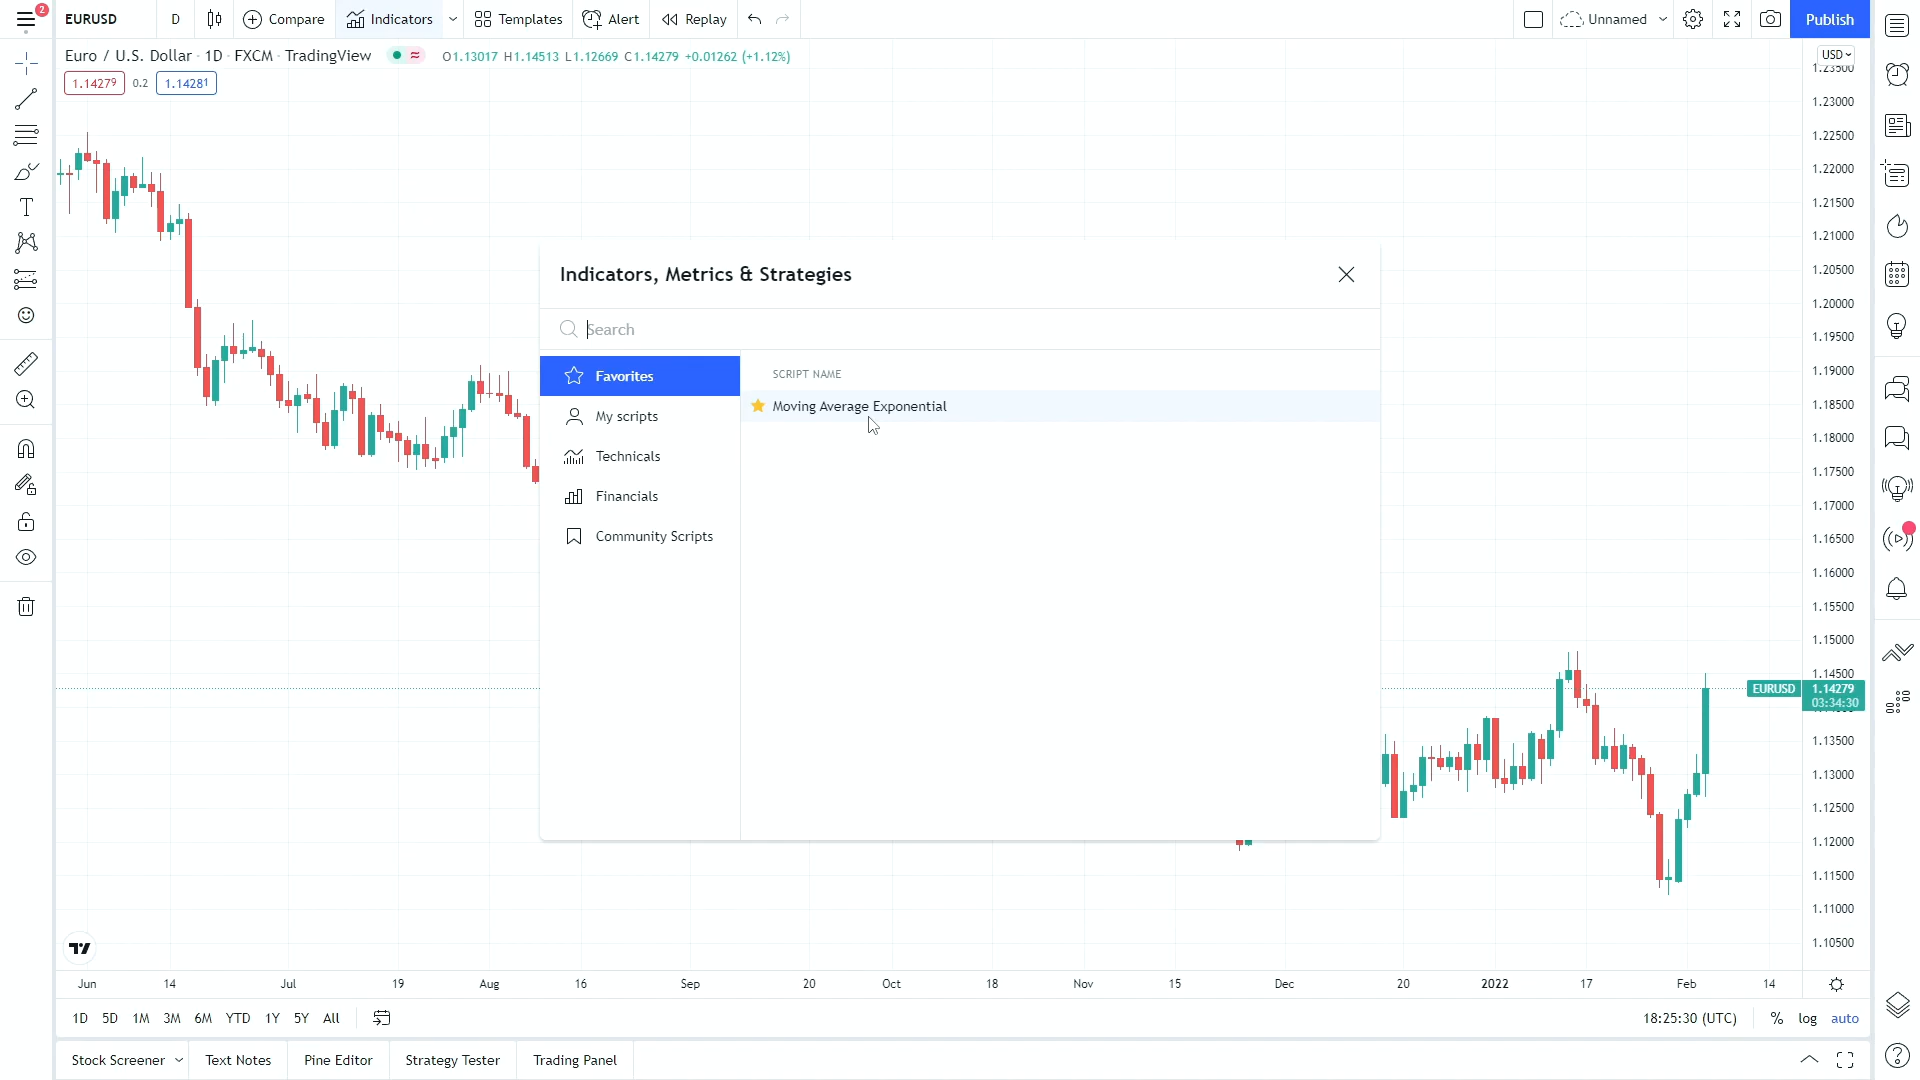 2
EURUSD
D
Compare
Indicators
Templates
Alert
Replay
Unnamed
Publish
Euro / U.S. Dollar · 1D · FXCM · TradingView
O1.13017 H1.14513 L1.12669 C1.14279 +0.01262 (+1.12%)
1.14279 0.2 1.14281
USD
1.23500
1.23000
1.22500
1.22000
1.21500
1.21000
1.20500
1.20000
1.19500
1.19000
1.18500
1.18000
1.17500
1.17000
1.16500
1.16000
1.15500
1.15000
1.14500
EURUSD 1.14279
03:34:30
1.13500
1.13000
1.12500
1.12000
1.11500
1.11000
1.10500
Indicators, Metrics & Strategies
Search
Favorites
My scripts
Technicals
Financials
Community Scripts
SCRIPT NAME
Moving Average Exponential
Jun 14 Jul 19 Aug 16 Sep 20 Oct 18 Nov 15 Dec 20 2022 17 Feb 14
1D 5D 1M 3M 6M YTD 1Y 5Y All
18:25:30 (UTC) % log auto
Stock Screener
Text Notes
Pine Editor
Strategy Tester
Trading Panel